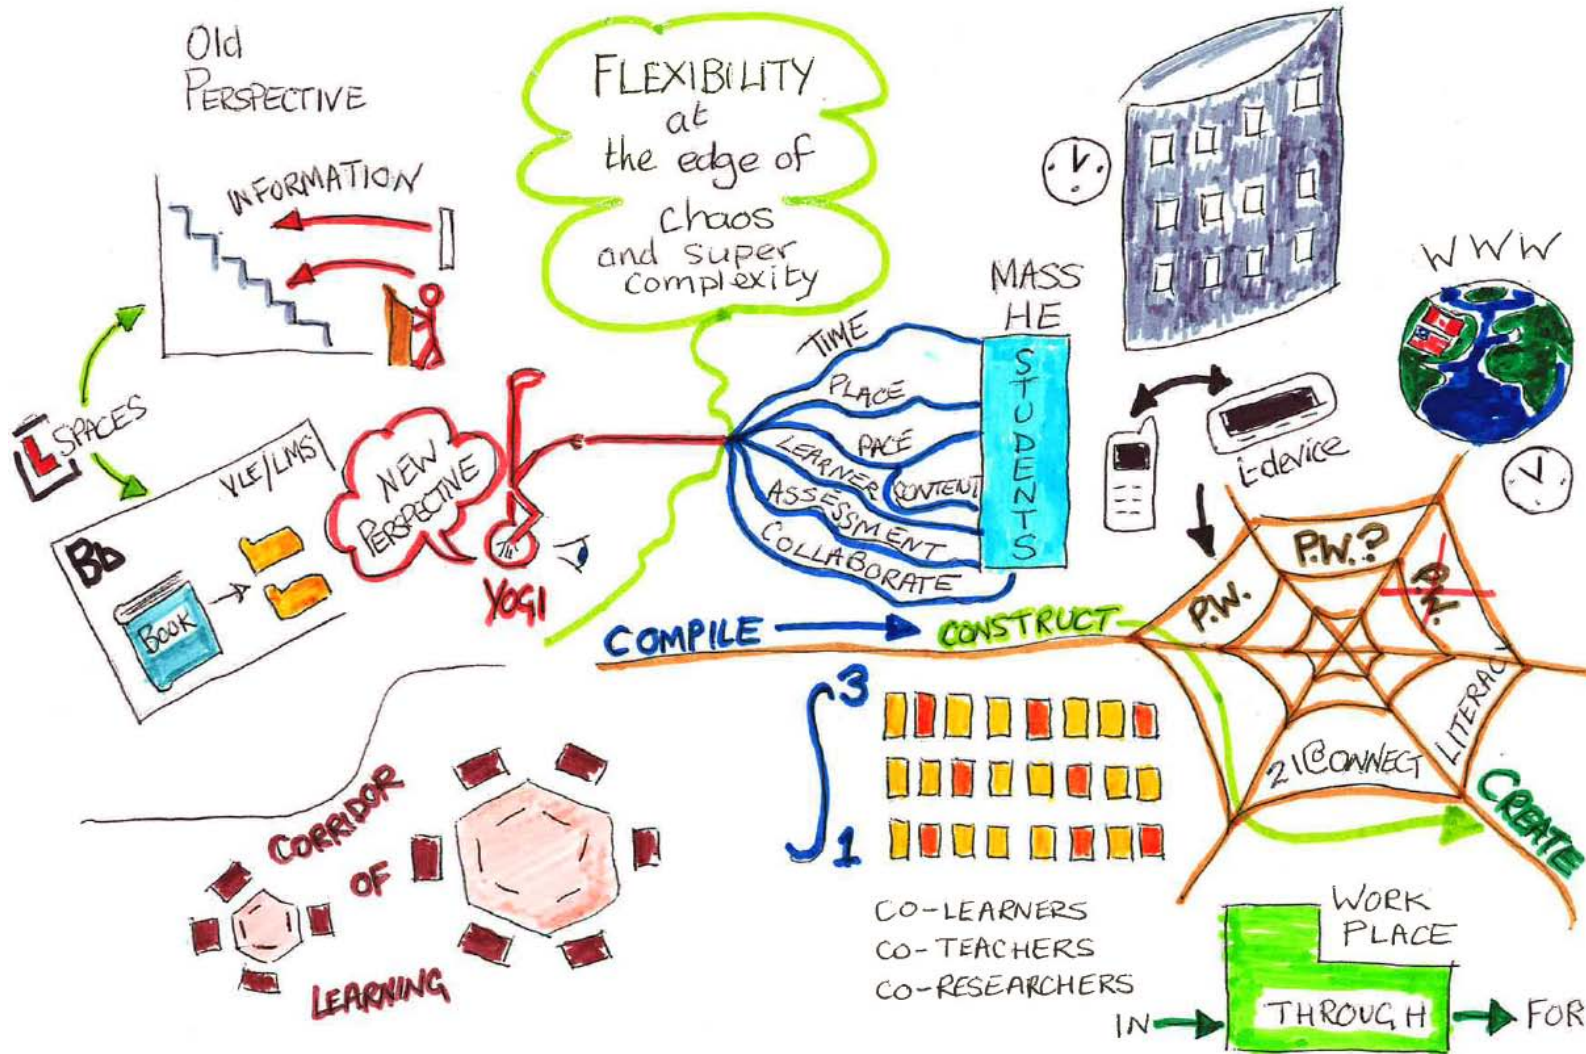 Old
PERSPECTIVE
INFORMATION
FLEXIBILITY
at
the edge of
chaos
and super
complexity
MASS
HE
STUDENTS
TIME
PLACE
PACE
LEARNER
CONTENT
ASSESSMENT
COLLABORATE
WWW
i-device
L SPACES
VLE/LMS
Bb
BOOK
NEW
PERSPECTIVE
YOGI
COMPILE
CONSTRUCT
P.W.
P.W.?
LITERACY
21©CONNECT
CREATE
3
1
CORRIDOR
OF
LEARNING
CO-LEARNERS
CO-TEACHERS
CO-RESEARCHERS
WORK
PLACE
IN
THROUGH
FOR